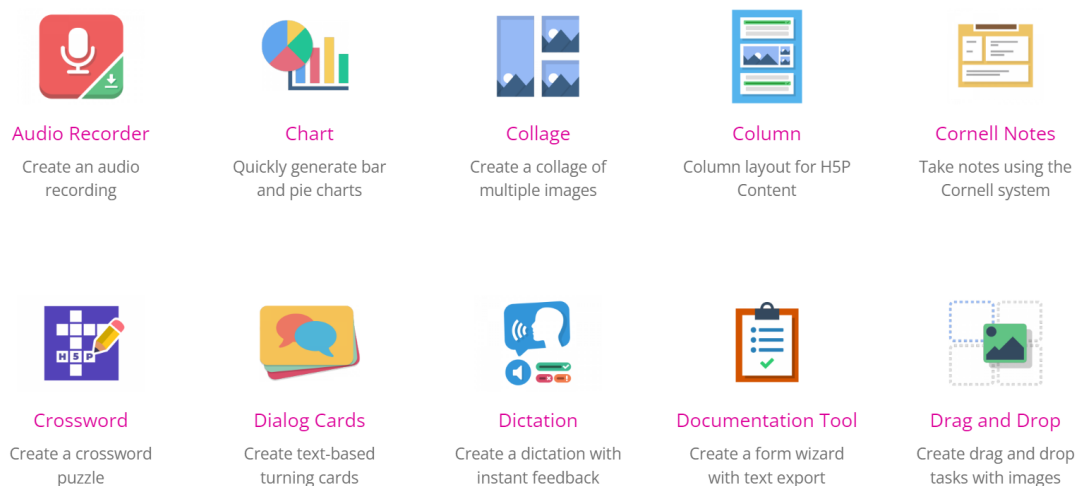 Audio Recorder
Create an audio
recording
Chart
Quickly generate bar
and pie charts
Collage
Create a collage of
multiple images
Column
Column layout for H5P
Content
Cornell Notes
Take notes using the
Cornell system
H5P
Crossword
Create a crossword
puzzle
Dialog Cards
Create text-based
turning cards
Dictation
Create a dictation with
instant feedback
Documentation Tool
Create a form wizard
with text export
Drag and Drop
Create drag and drop
tasks with images